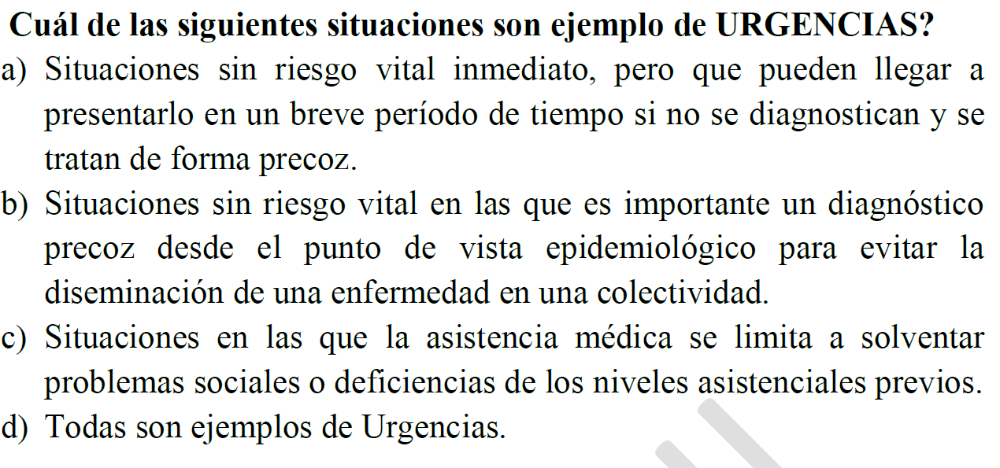 Cuál de las siguientes situaciones son ejemplo de URGENCIAS?
a) Situaciones sin riesgo vital inmediato, pero que pueden llegar a
presentarlo en un breve período de tiempo si no se diagnostican y se
tratan de forma precoz.
b) Situaciones sin riesgo vital en las que es importante un diagnóstico
precoz desde el punto de vista epidemiológico para evitar la
diseminación de una enfermedad en una colectividad.
c) Situaciones en las que la asistencia médica se limita a solventar
problemas sociales o deficiencias de los niveles asistenciales previos.
d) Todas son ejemplos de Urgencias.